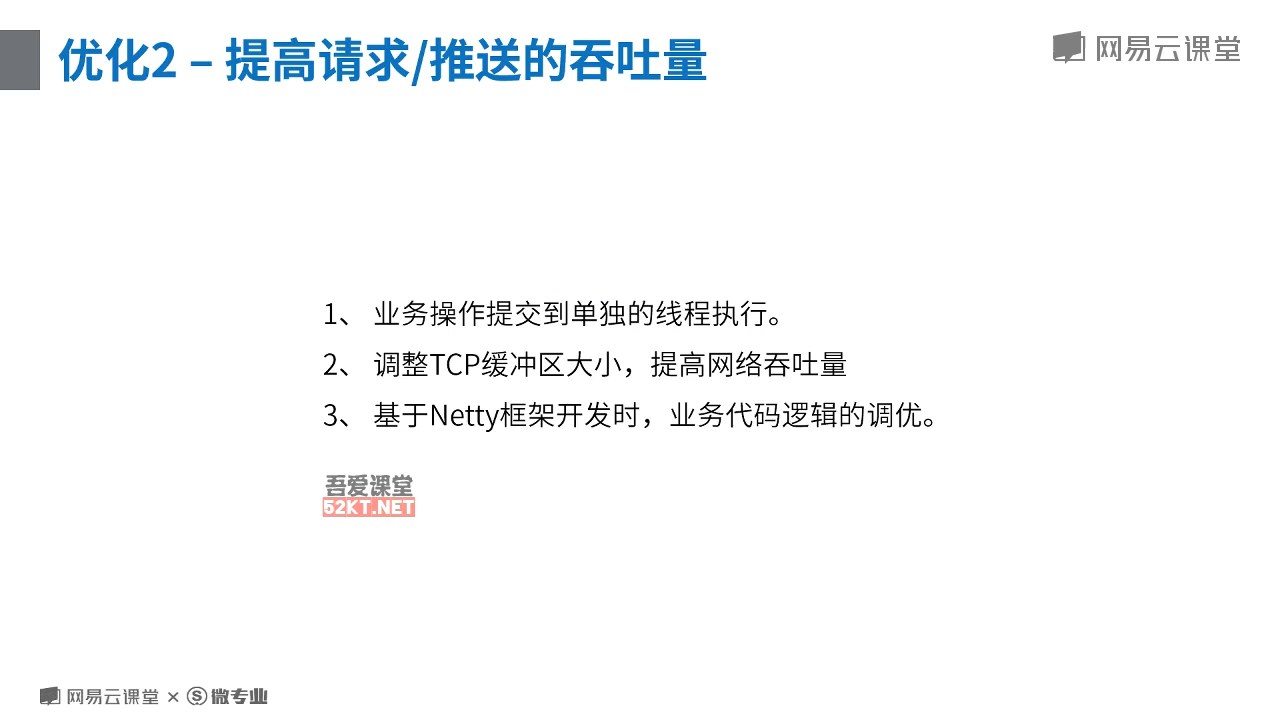 优化2 – 提高请求/推送的吞吐量
网易云课堂
1、 业务操作提交到单独的线程执行。
2、 调整TCP缓冲区大小，提高网络吞吐量
3、 基于Netty框架开发时，业务代码逻辑的调优。
吾爱课堂
52KT.NET
网易云课堂 × S 微专业